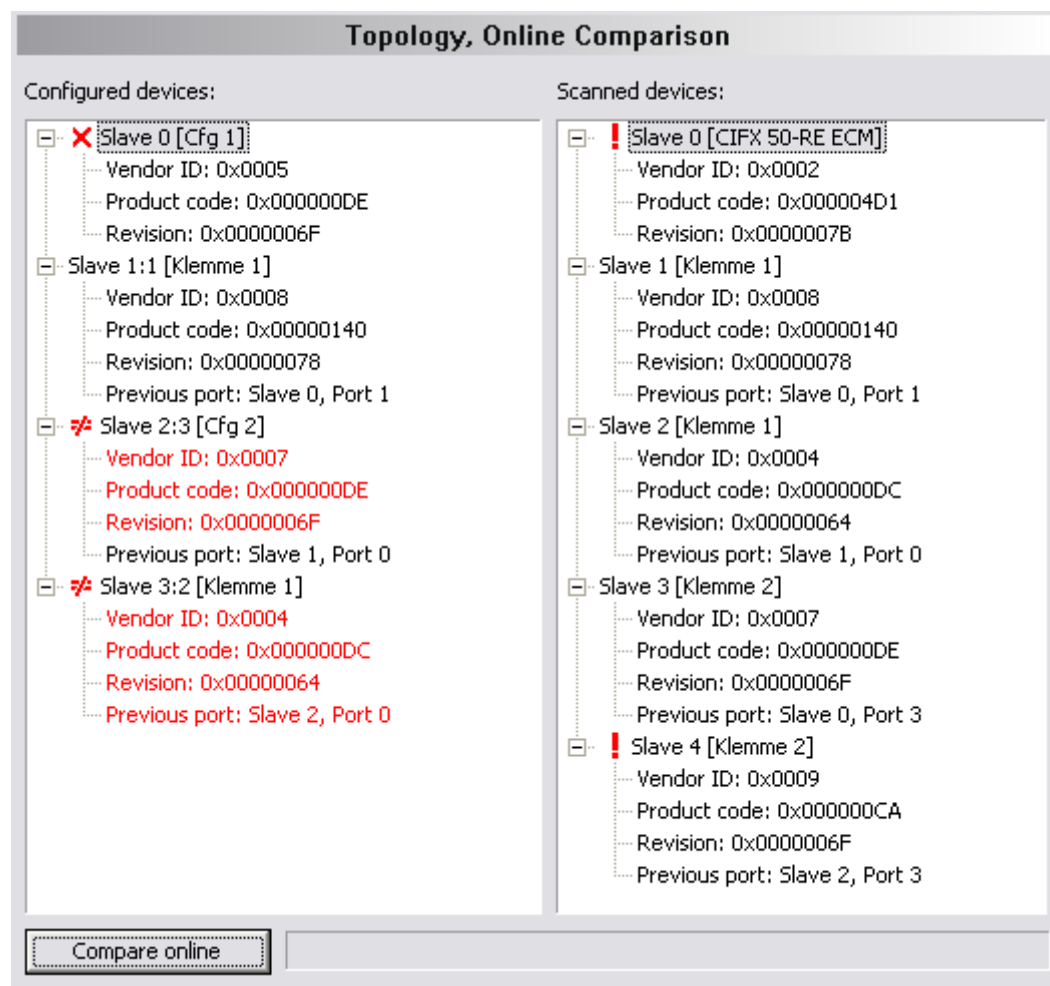 Topology, Online Comparison
Configured devices:
Slave 0 [Cfg 1]
Vendor ID: 0x0005
Product code: 0x000000DE
Revision: 0x0000006F
Slave 1:1 [Klemme 1]
Vendor ID: 0x0008
Product code: 0x00000140
Revision: 0x00000078
Previous port: Slave 0, Port 1
Slave 2:3 [Cfg 2]
Vendor ID: 0x0007
Product code: 0x000000DE
Revision: 0x0000006F
Previous port: Slave 1, Port 0
Slave 3:2 [Klemme 1]
Vendor ID: 0x0004
Product code: 0x000000DC
Revision: 0x00000064
Previous port: Slave 2, Port 0
Scanned devices:
Slave 0 [CIFX 50-RE ECM]
Vendor ID: 0x0002
Product code: 0x000004D1
Revision: 0x0000007B
Slave 1 [Klemme 1]
Vendor ID: 0x0008
Product code: 0x00000140
Revision: 0x00000078
Previous port: Slave 0, Port 1
Slave 2 [Klemme 1]
Vendor ID: 0x0004
Product code: 0x000000DC
Revision: 0x00000064
Previous port: Slave 1, Port 0
Slave 3 [Klemme 2]
Vendor ID: 0x0007
Product code: 0x000000DE
Revision: 0x0000006F
Previous port: Slave 0, Port 3
Slave 4 [Klemme 2]
Vendor ID: 0x0009
Product code: 0x000000CA
Revision: 0x0000006F
Previous port: Slave 2, Port 3
Compare online